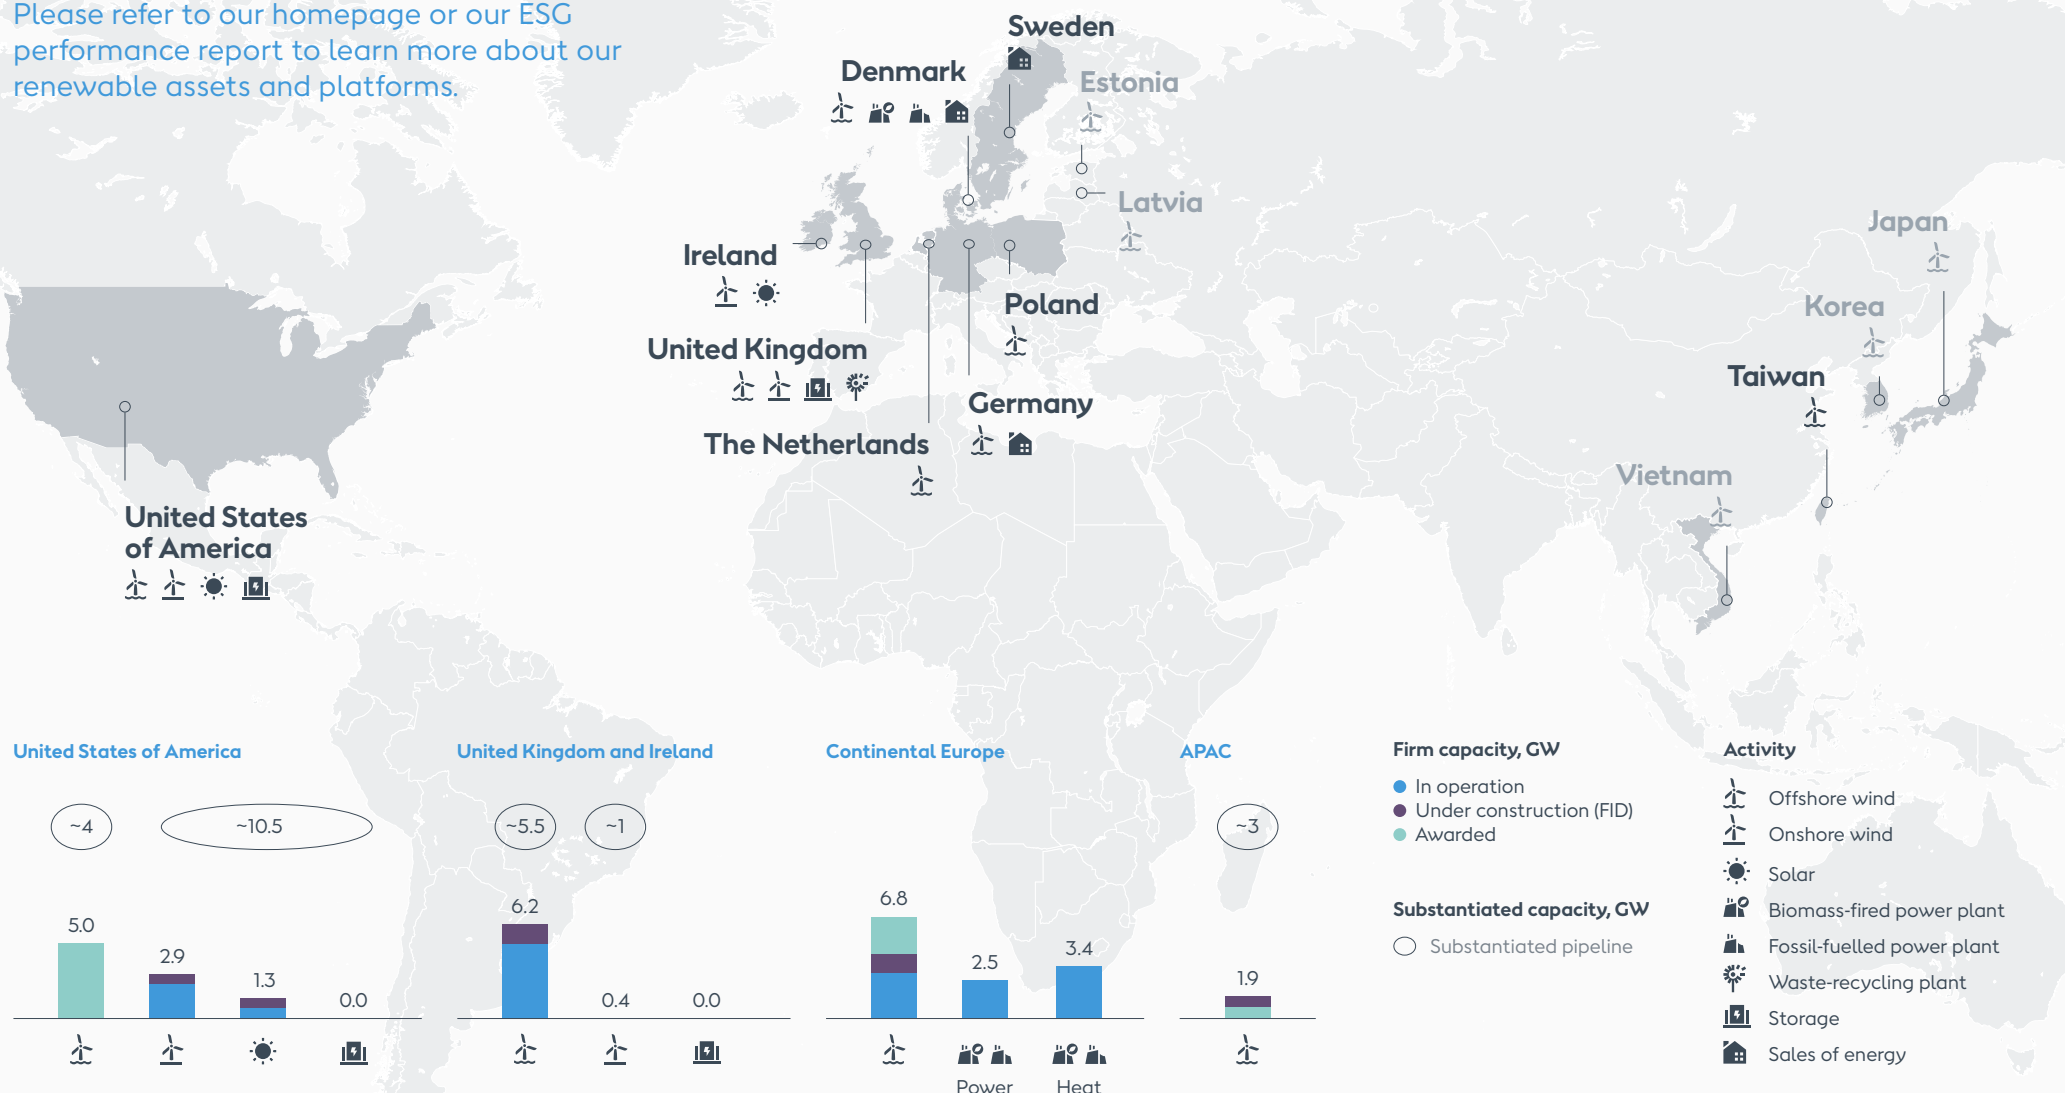 Please refer to our homepage or our ESG
performance report to learn more about our
renewable assets and platforms.
Sweden
Denmark
Estonia
Latvia
Ireland
United Kingdom
Poland
Germany
The Netherlands
United States
of America
Japan
Korea
Taiwan
Vietnam
United States of America
~4
~10.5
5.0
2.9
1.3
0.0
United Kingdom and Ireland
~5.5
~1
6.2
0.4
0.0
Continental Europe
6.8
2.5
3.4
Power
Heat
APAC
~3
1.9
Firm capacity, GW
In operation
Under construction (FID)
Awarded
Substantiated capacity, GW
Substantiated pipeline
Activity
Offshore wind
Onshore wind
Solar
Biomass-fired power plant
Fossil-fuelled power plant
Waste-recycling plant
Storage
Sales of energy